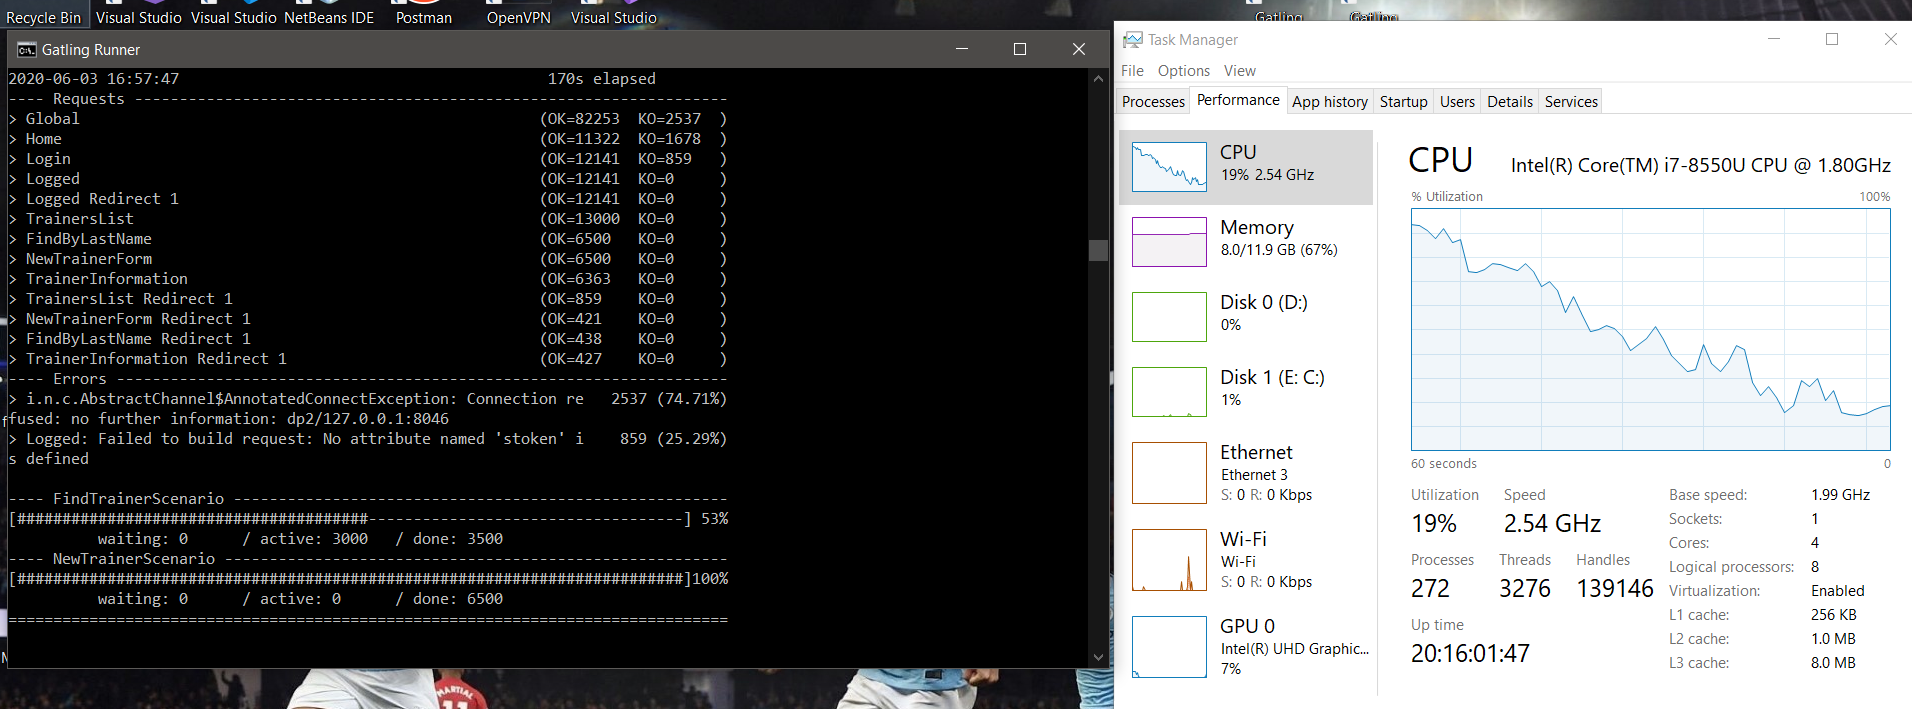 Recycle Bin Visual Studio Visual Studio NetBeans IDE Postman OpenVPN Visual Studio Gatling Gatling
Gatling Runner
2020-06-03 16:57:47 170s elapsed
---- Requests ------------------------------------------------------------------
> Global (OK=82253 KO=2537 )
> Home (OK=11322 KO=1678 )
> Login (OK=12141 KO=859 )
> Logged (OK=12141 KO=0 )
> Logged Redirect 1 (OK=12141 KO=0 )
> TrainersList (OK=13000 KO=0 )
> FindByLastName (OK=6500 KO=0 )
> NewTrainerForm (OK=6500 KO=0 )
> TrainerInformation (OK=6363 KO=0 )
> TrainersList Redirect 1 (OK=859 KO=0 )
> NewTrainerForm Redirect 1 (OK=421 KO=0 )
> FindByLastName Redirect 1 (OK=438 KO=0 )
> TrainerInformation Redirect 1 (OK=427 KO=0 )
---- Errors --------------------------------------------------------------------
> i.n.c.AbstractChannel$AnnotatedConnectException: Connection re 2537 (74.71%)
fused: no further information: dp2/127.0.0.1:8046
> Logged: Failed to build request: No attribute named 'stoken' i 859 (25.29%)
s defined
---- FindTrainerScenario -------------------------------------------------------
[#######################################-----------------------------------] 53%
waiting: 0 / active: 3000 / done: 3500
---- NewTrainerScenario --------------------------------------------------------
[##########################################################################]100%
waiting: 0 / active: 0 / done: 6500
================================================================================
MARTIAL
11
Task Manager
File Options View
Processes Performance App history Startup Users Details Services
CPU
19% 2.54 GHz
Memory
8.0/11.9 GB (67%)
Disk 0 (D:)
0%
Disk 1 (E: C:)
1%
Ethernet
Ethernet 3
S: 0 R: 0 Kbps
Wi-Fi
Wi-Fi
S: 0 R: 0 Kbps
GPU 0
Intel(R) UHD Graphic...
7%
CPU Intel(R) Core(TM) i7-8550U CPU @ 1.80GHz
% Utilization 100%
60 seconds 0
Utilization Speed
19% 2.54 GHz
Processes Threads Handles
272 3276 139146
Up time
20:16:01:47
Base speed: 1.99 GHz
Sockets: 1
Cores: 4
Logical processors: 8
Virtualization: Enabled
L1 cache: 256 KB
L2 cache: 1.0 MB
L3 cache: 8.0 MB